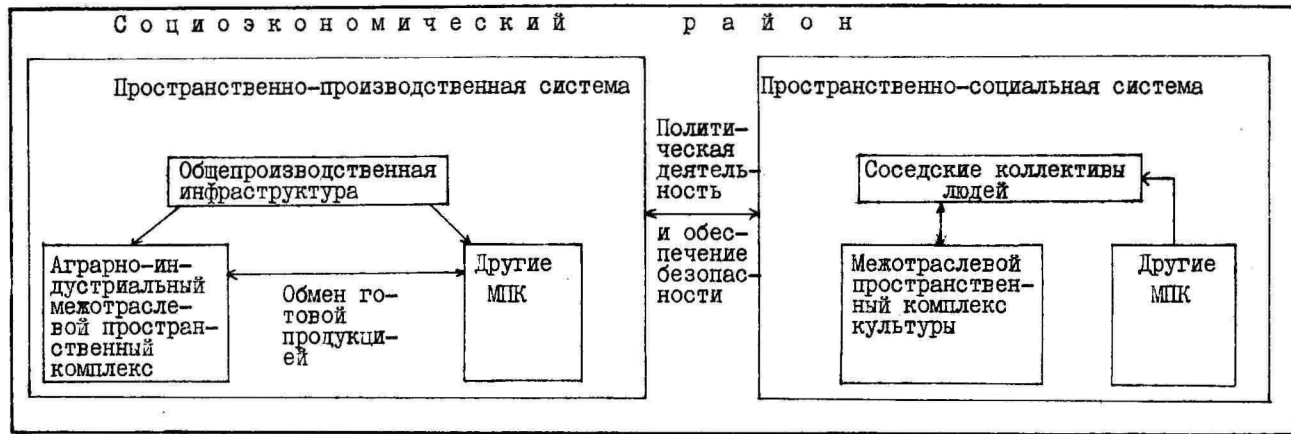 Социоэкономический район
Пространственно-производственная система
Общепроизводственная
инфраструктура
Аграрно-ин-
дустриальный
межотрасле-
вой простран-
ственный
комплекс
Обмен го-
товой
продукци-
ей
Другие
МПК
Полити-
ческая
деятель-
ность
и обес-
печение
безопас-
ности
Пространственно-социальная система
Соседские коллективы
людей
Межотраслевой
пространствен-
ный комплекс
культуры
Другие
МПК